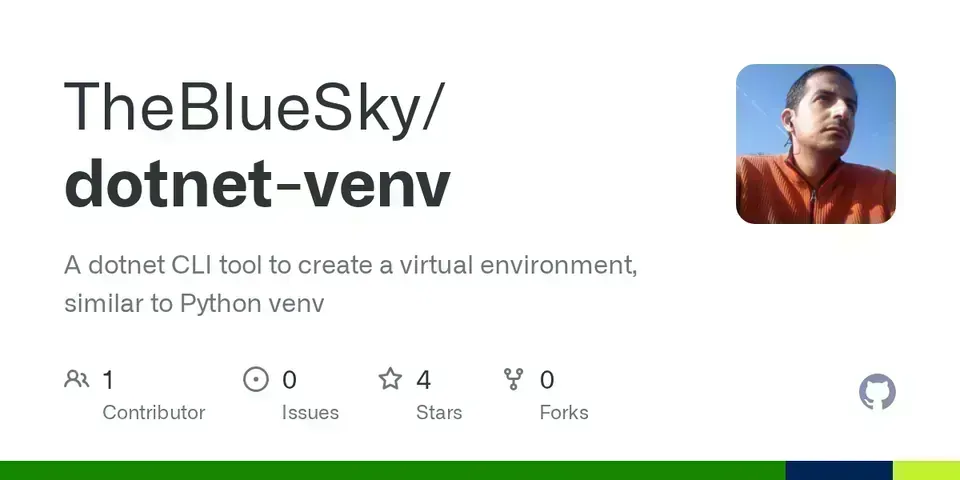 TheBlueSky/
dotnet-venv
A dotnet CLI tool to create a virtual environment,
similar to Python venv
1
Contributor
0
Issues
4
Stars
0
Forks